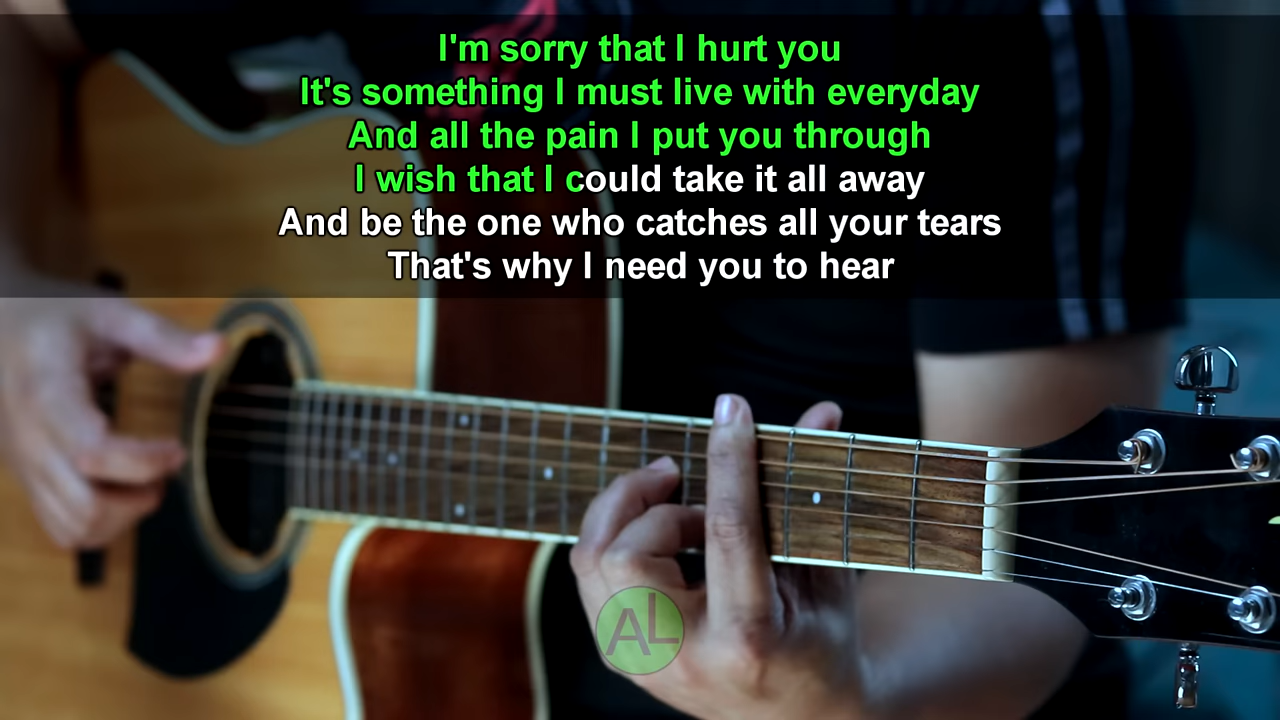 I'm sorry that I hurt you
It's something I must live with everyday
And all the pain I put you through
I wish that I could take it all away
And be the one who catches all your tears
That's why I need you to hear
AL